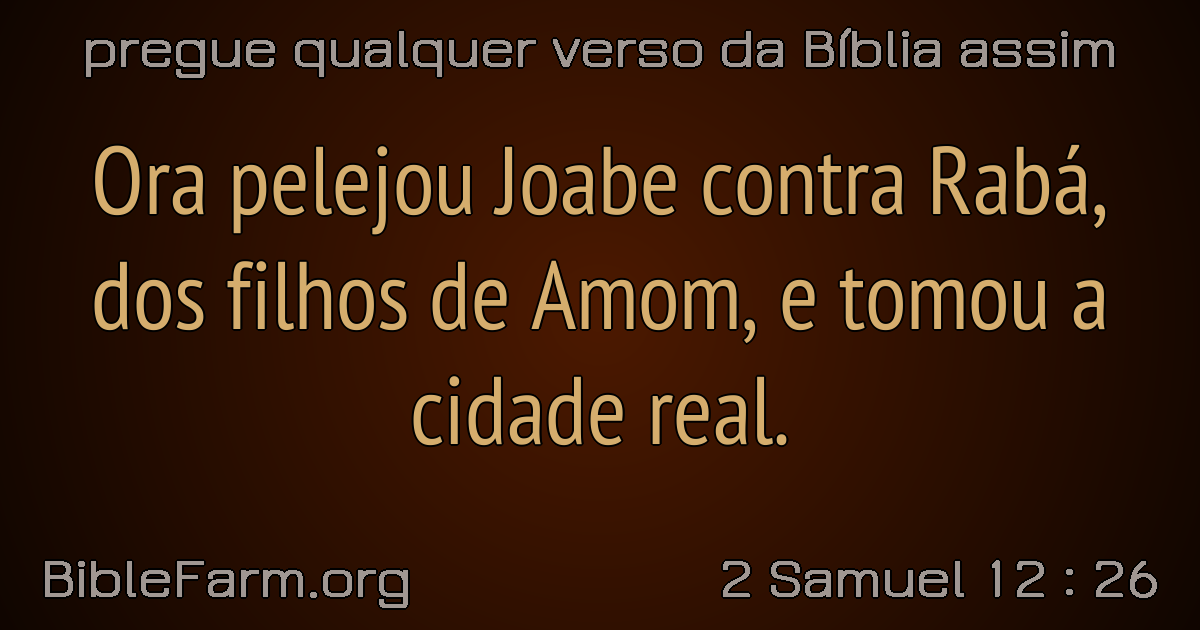 pregue qualquer verso da Bíblia assim
Ora pelejou Joabe contra Rabá,
dos filhos de Amom, e tomou a
cidade real.
BibleFarm.org
2 Samuel 12 : 26